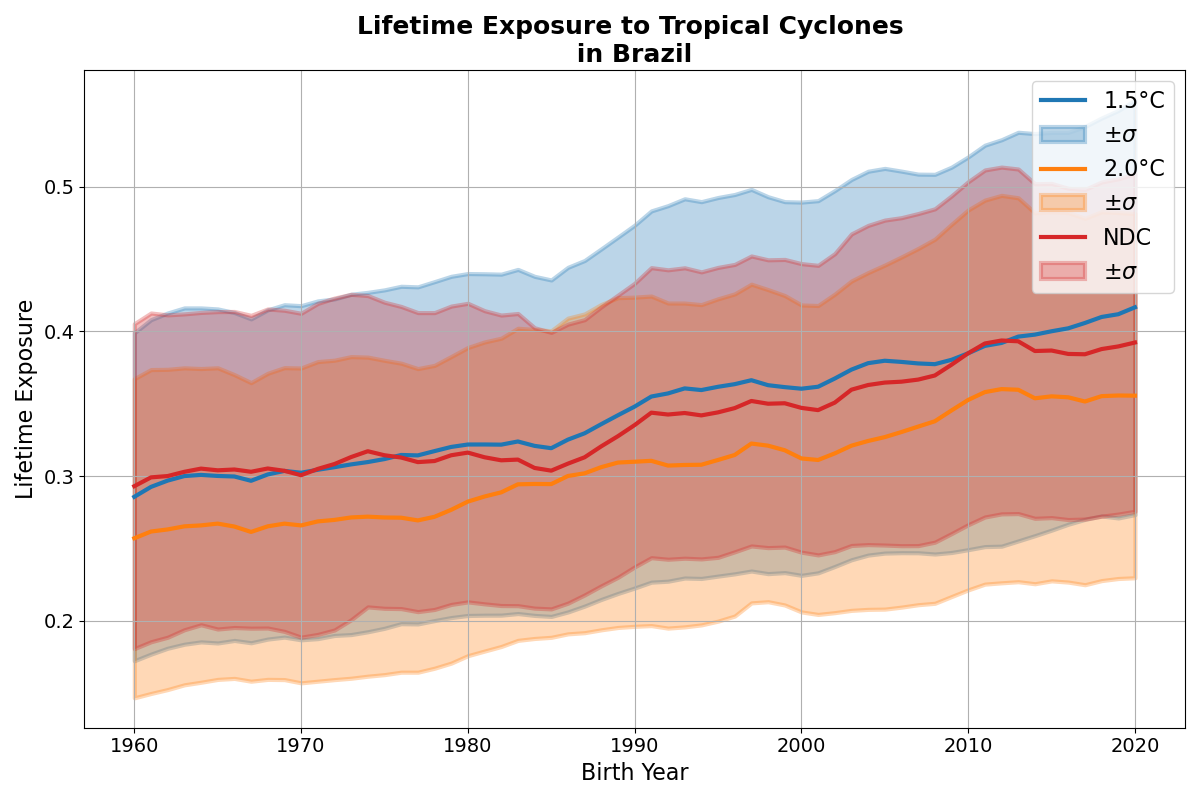 Lifetime Exposure to Tropical Cyclones
in Brazil
1.5°C
±σ
2.0°C
±σ
NDC
±σ
Lifetime Exposure
0.5
0.4
0.3
0.2
1960 1970 1980 1990 2000 2010 2020
Birth Year